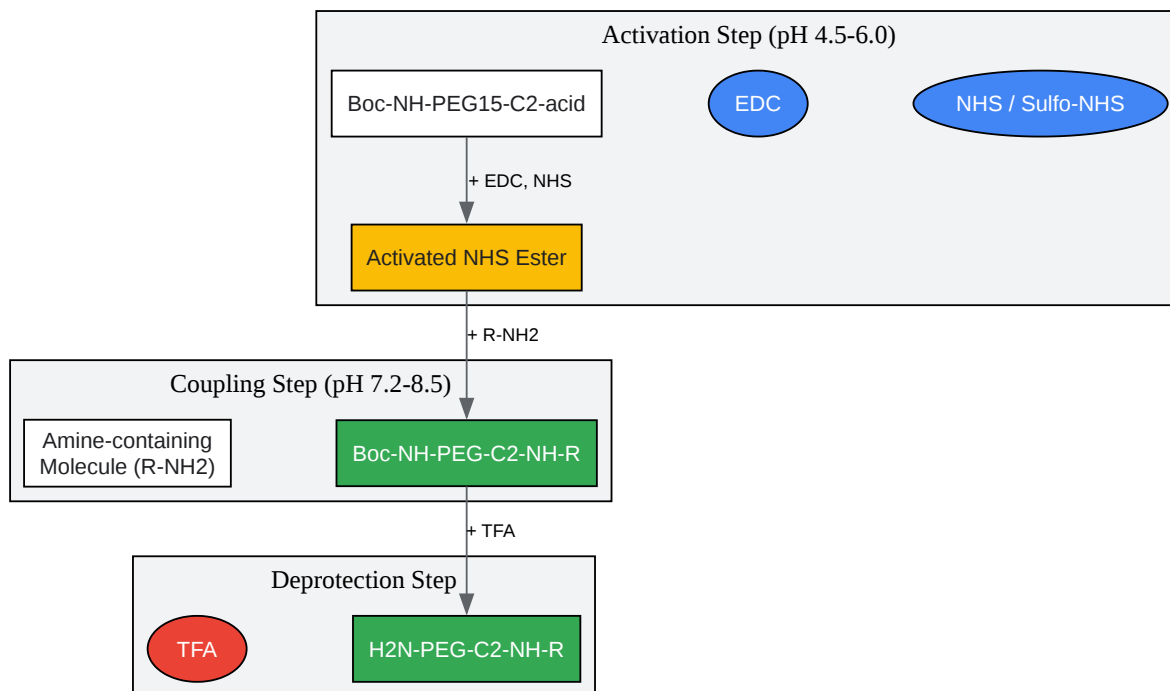 Activation Step (pH 4.5-6.0)
Boc-NH-PEG15-C2-acid
EDC
NHS / Sulfo-NHS
+ EDC, NHS
Activated NHS Ester
+ R-NH2
Coupling Step (pH 7.2-8.5)
Amine-containing
Molecule (R-NH2)
Boc-NH-PEG-C2-NH-R
+ TFA
Deprotection Step
TFA
H2N-PEG-C2-NH-R